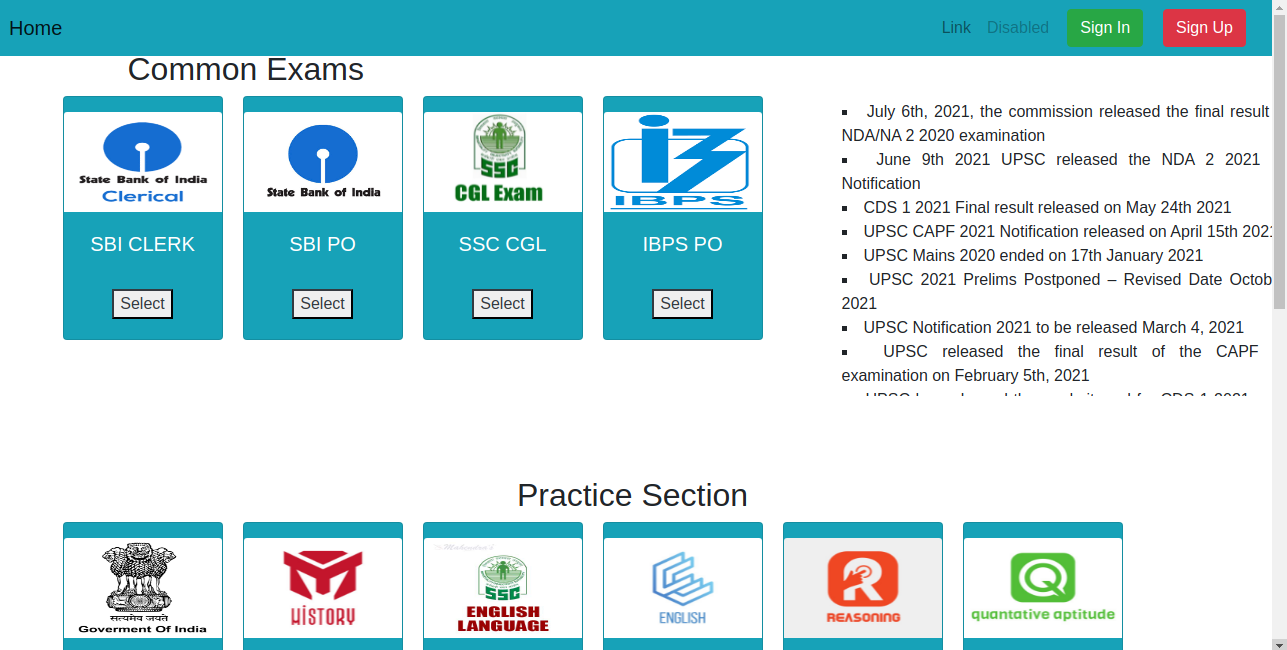 Home Link Disabled Sign In Sign Up
Common Exams
State Bank of India
Clerical
SBI CLERK
Select
State Bank of India
SBI PO
Select
SSC
CGL Exam
SSC CGL
Select
IBPS
IBPS PO
Select
▪ July 6th, 2021, the commission released the final result
NDA/NA 2 2020 examination
▪ June 9th 2021 UPSC released the NDA 2 2021
Notification
▪ CDS 1 2021 Final result released on May 24th 2021
▪ UPSC CAPF 2021 Notification released on April 15th 2021
▪ UPSC Mains 2020 ended on 17th January 2021
▪ UPSC 2021 Prelims Postponed – Revised Date Octob
2021
▪ UPSC Notification 2021 to be released March 4, 2021
▪ UPSC released the final result of the CAPF
examination on February 5th, 2021
Practice Section
सत्यमेव जयते
Goverment Of India
HiSTORY
SSC
ENGLISH
LANGUAGE
ENGLISH
REASONING
quantative aptitude